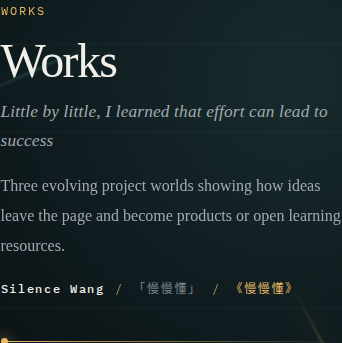 WORKS
Works
Little by little, I learned that effort can lead to
success
Three evolving project worlds showing how ideas
leave the page and become products or open learning
resources.
Silence Wang / 「慢慢懂」 / 《慢慢懂》